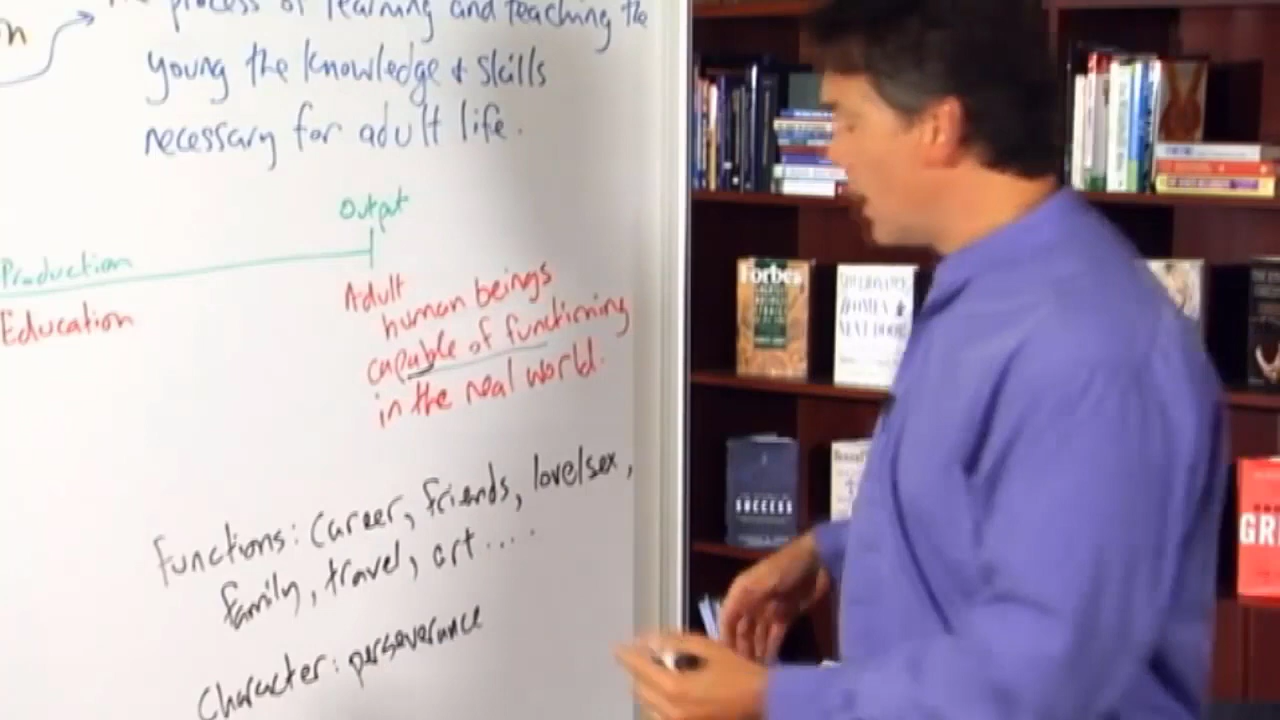 process of learning and teaching the
young the knowledge & skills
necessary for adult life.
Output
Production
Education
Adult
human beings
capable of functioning
in the real world.
Functions: Career, friends, love/sex,
family, travel, art....
Character: perseverance
Forbes
SUCCESS